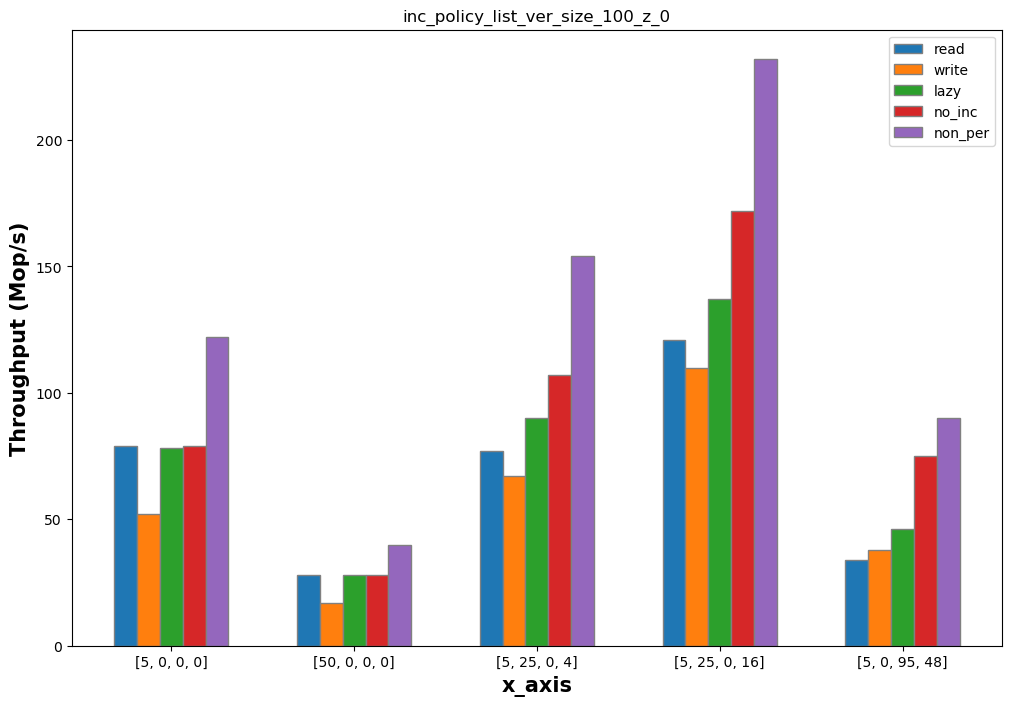 inc_policy_list_ver_size_100_z_0
read
write
lazy
no_inc
non_per
Throughput (Mop/s)
200
150
100
50
0
[5, 0, 0, 0]
[50, 0, 0, 0]
[5, 25, 0, 4]
[5, 25, 0, 16]
[5, 0, 95, 48]
x_axis